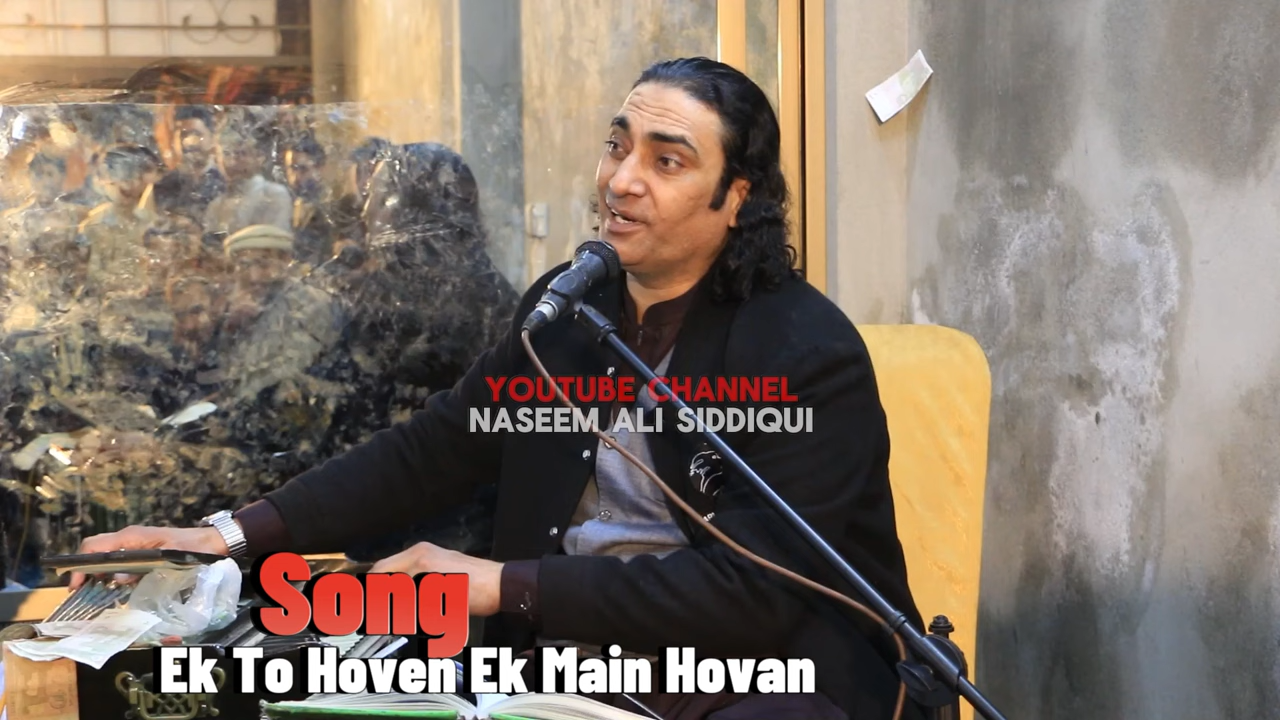 YOUTUBE CHANNEL
NASEEM ALI SIDDIQUI
Song
Ek To Hoven Ek Main Hovan